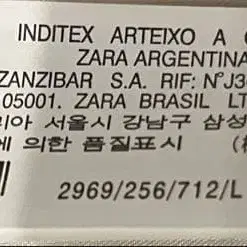 INDITEX ARTEIXO A C
ZARA ARGENTINA
ZANZIBAR S.A. RIF: N°J3
05001. ZARA BRASIL LT
리아 서울시 강남구 삼성
에 의한 품질표시 (주
2969/256/712/L